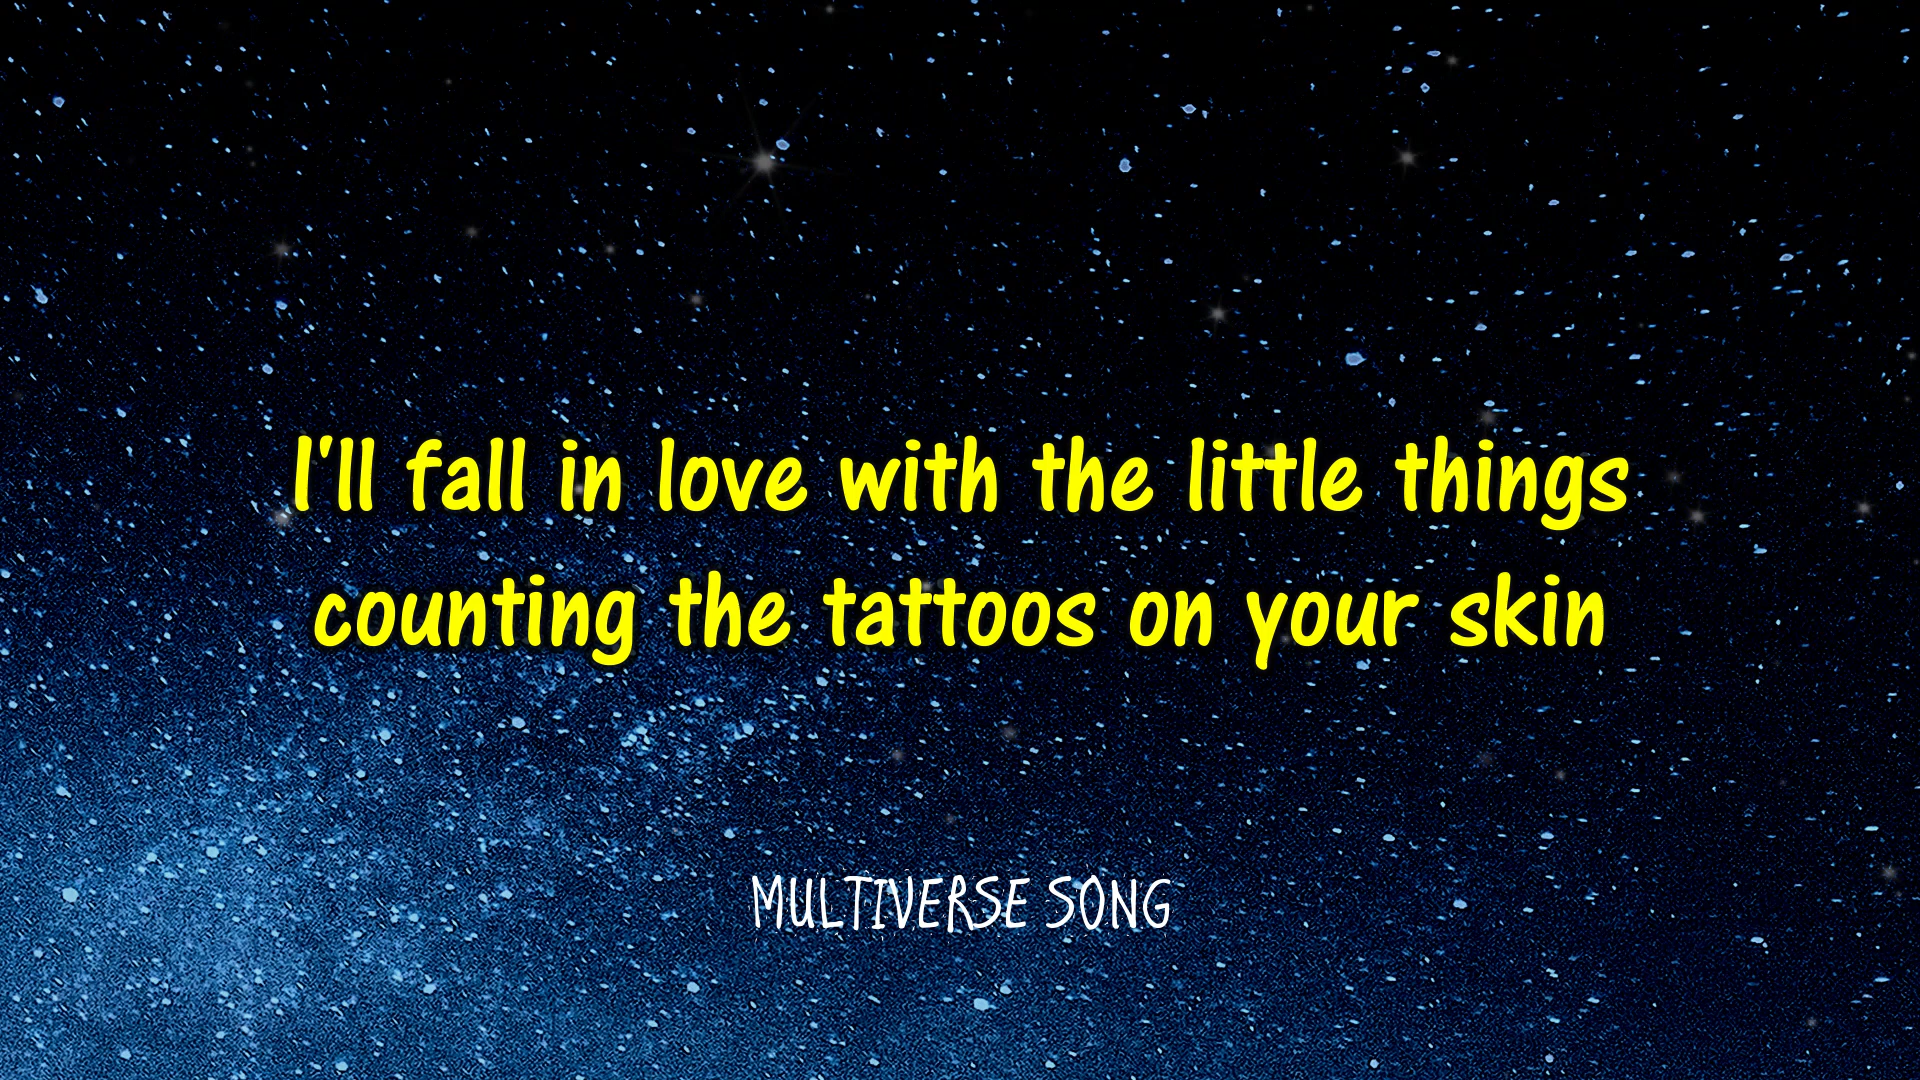 I'll fall in love with the little things
counting the tattoos on your skin
MULTIVERSE SONG